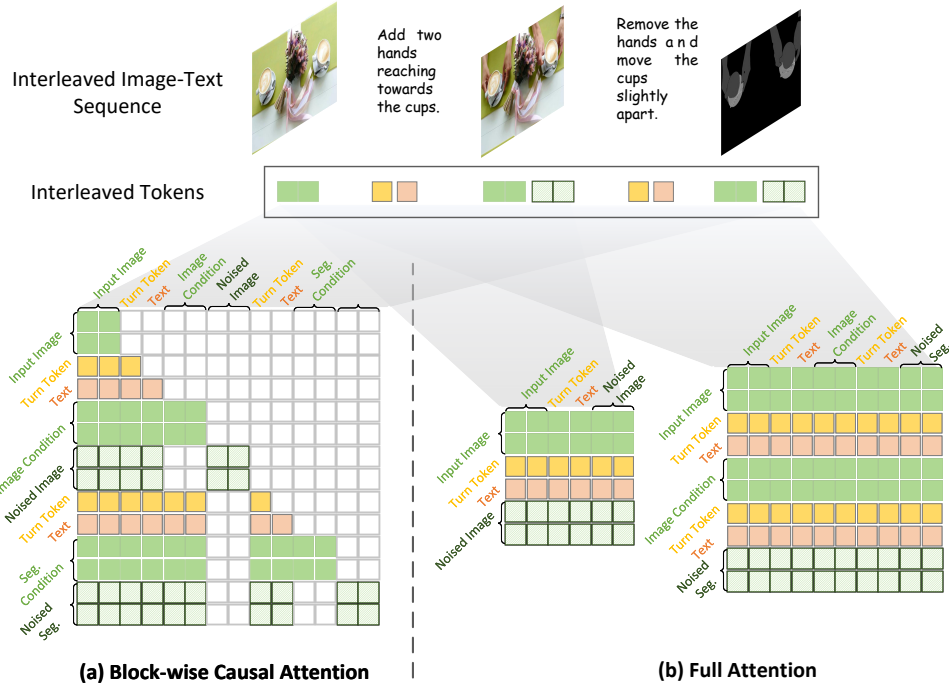 Interleaved Image-Text
Sequence
Add two
hands
reaching
towards
the cups.
Remove the
hands and
move the
cups
slightly
apart.
Interleaved Tokens
Input Image
Turn Token
Text
Image
Condition
Noised
Image
Turn Token
Text
Seg.
Condition
Input Image
Turn Token
Text
Image Condition
Noised Image
Turn Token
Text
Seg.
Condition
Noised
Seg.
(a) Block-wise Causal Attention
Input Image
Turn Token
Text
Noised
Image
Input Image
Turn Token
Text
Noised Image
Input Image
Turn Token
Text
Image
Condition
Turn Token
Text
Noised
Seg.
Input Image
Turn Token
Text
Image Condition
Turn Token
Text
Noised
Seg.
(b) Full Attention